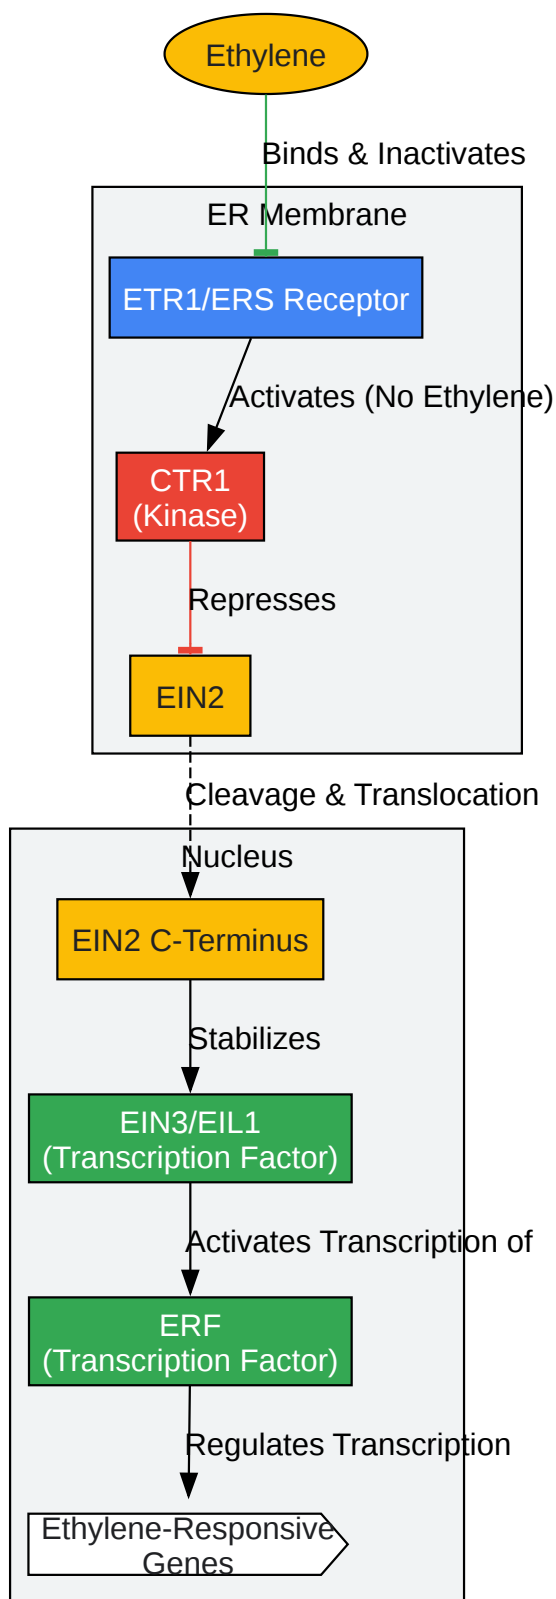 Ethylene
Binds & Inactivates
ER Membrane
ETR1/ERS Receptor
Activates (No Ethylene)
CTR1
(Kinase)
Represses
EIN2
Cleavage & Translocation
Nucleus
EIN2 C-Terminus
Stabilizes
EIN3/EIL1
(Transcription Factor)
Activates Transcription of
ERF
(Transcription Factor)
Regulates Transcription
Ethylene-Responsive
Genes